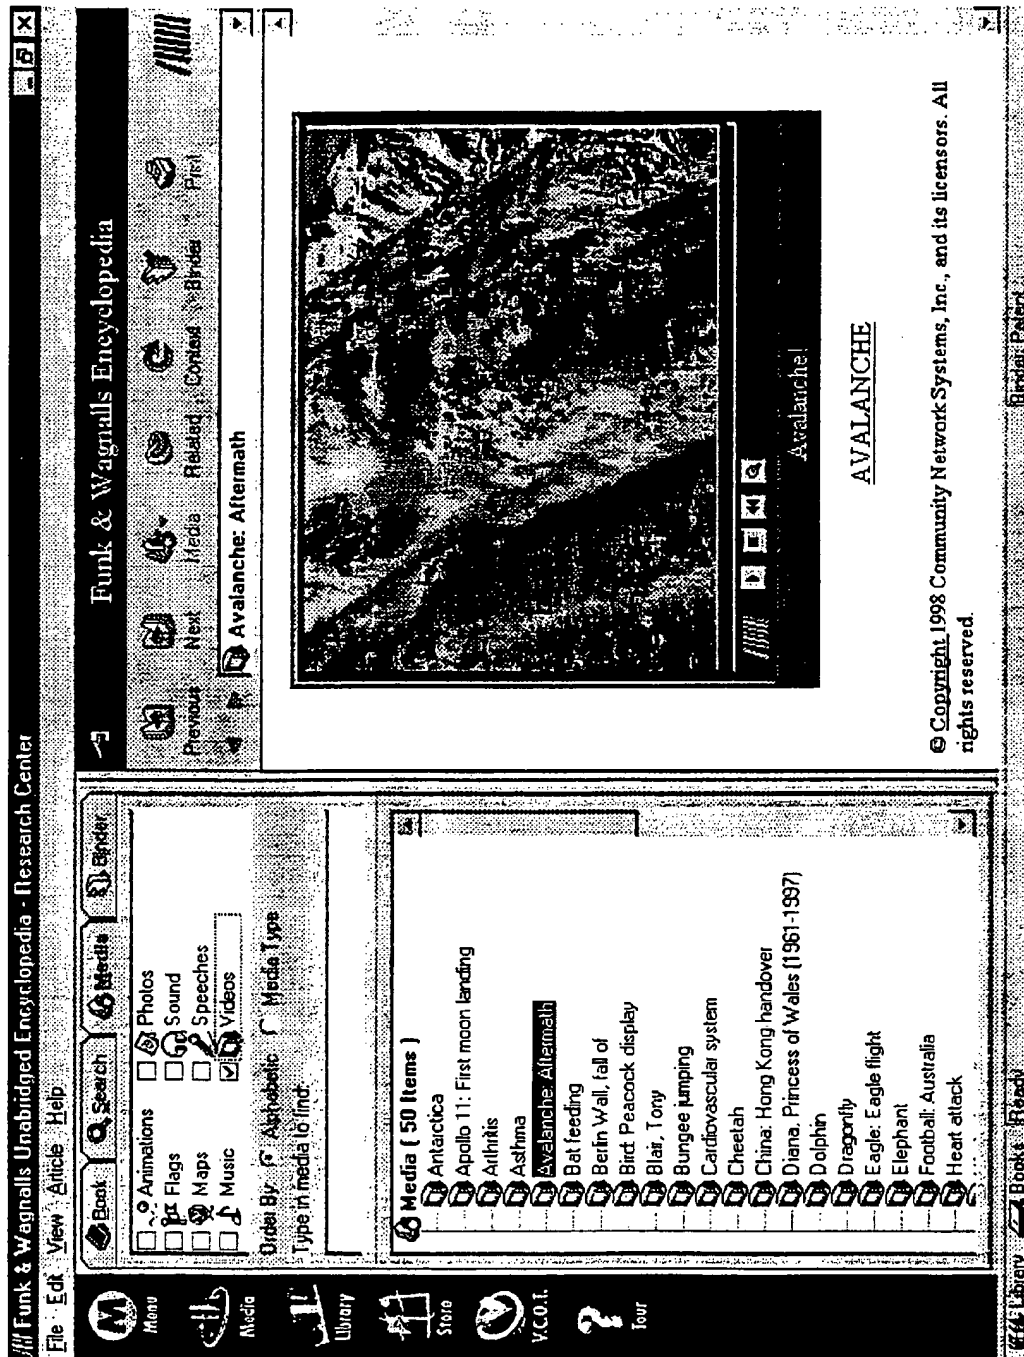 Funk & Wagnalls Unabridged Encyclopedia - Research Center
File Edit View Article Help
Menu
Media
Library
Store
V.C.O.T.
Tour
Book Search Media Binder
Animations Photos
Flags Sound
Maps Speeches
Music Videos
Order By: Alphabetic Media Type
Type in media to find:
Media ( 50 Items )
Antarctica
Apollo 11: First moon landing
Arthritis
Asthma
Avalanche: Aftermath
Bat feeding
Berlin Wall, fall of
Bird: Peacock display
Blair, Tony
Bungee jumping
Cardiovascular system
Cheetah
China: Hong Kong handover
Diana, Princess of Wales (1961-1997)
Dolphin
Dragonfly
Eagle: Eagle flight
Elephant
Football: Australia
Heart attack
Funk & Wagnalls Encyclopedia
Previous Next Media Related Context Binder Print
Avalanche: Aftermath
Avalanche!
AVALANCHE
© Copyright 1998 Community Network Systems, Inc., and its licensors. All
rights reserved.
Library Books Ready Binder: Patent